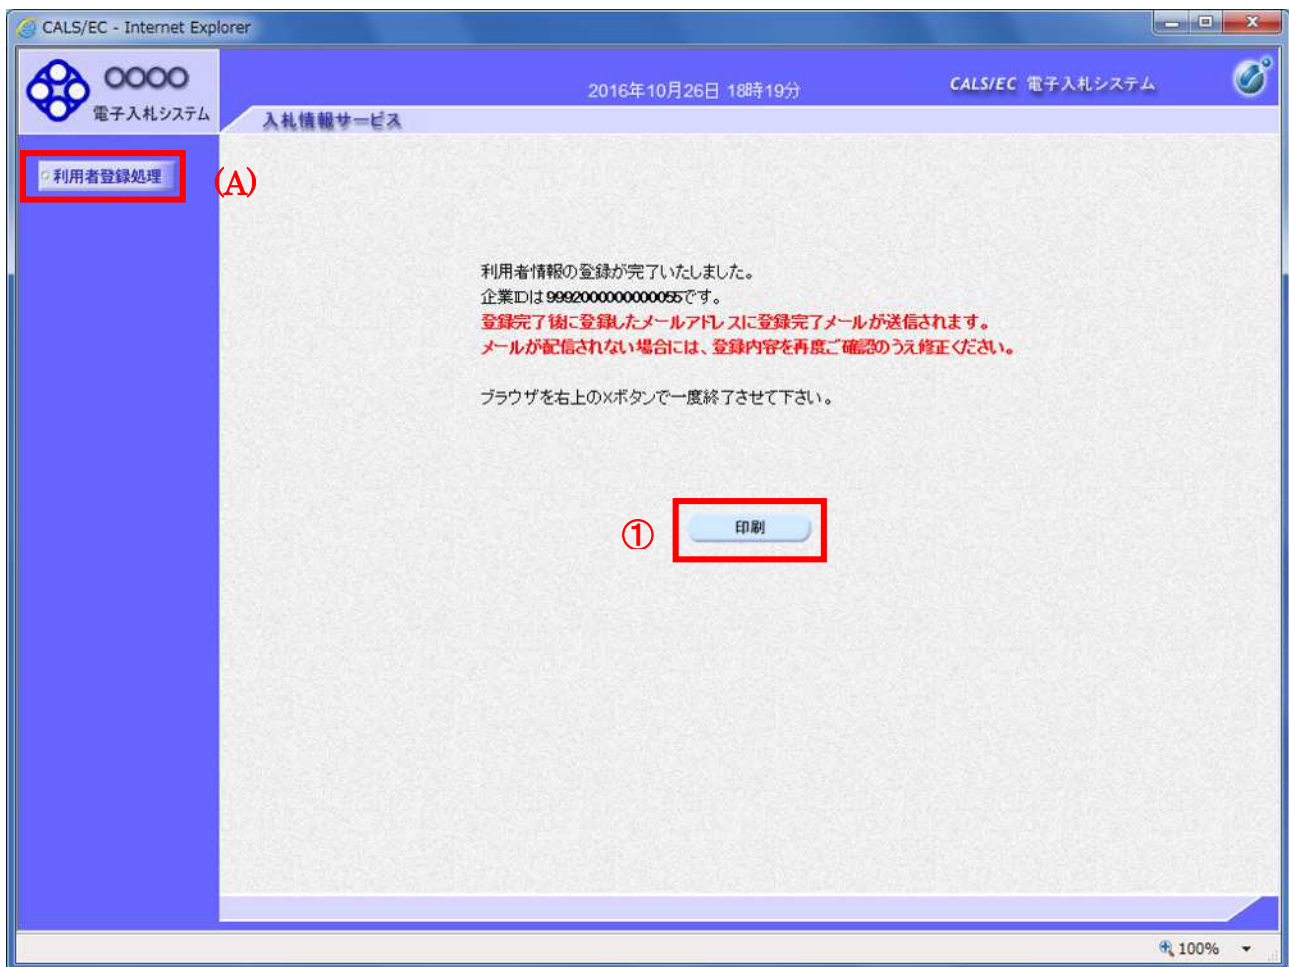 CALS/EC - Internet Explorer
〇〇〇〇
電子入札システム
2016年10月26日 18時19分
CALS/EC 電子入札システム
入札情報サービス
利用者登録処理
(A)
利用者情報の登録が完了いたしました。
企業IDは9992000000000055です。
登録完了後に登録したメールアドレスに登録完了メールが送信されます。
メールが配信されない場合には、登録内容を再度ご確認のうえ修正ください。
ブラウザを右上の×ボタンで一度終了させて下さい。
①
印刷
100%